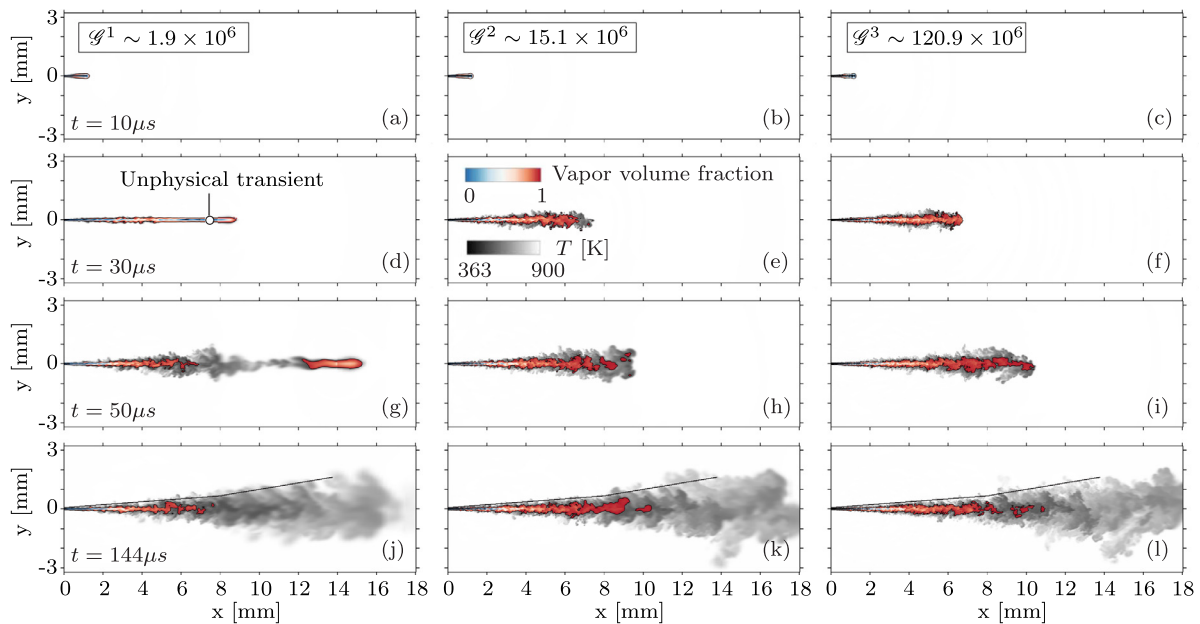 𝒢¹ ∼ 1.9 × 10⁶
𝒢² ∼ 15.1 × 10⁶
𝒢³ ∼ 120.9 × 10⁶
3
0
-3
y [mm]
t = 10μs
(a)
(b)
(c)
3
0
-3
y [mm]
Unphysical transient
t = 30μs
(d)
Vapor volume fraction
0 1
T [K]
363 900
(e)
(f)
3
0
-3
y [mm]
t = 50μs
(g)
(h)
(i)
3
0
-3
y [mm]
t = 144μs
(j)
(k)
(l)
0 2 4 6 8 10 12 14 16 18
0 2 4 6 8 10 12 14 16 18
0 2 4 6 8 10 12 14 16 18
x [mm]
x [mm]
x [mm]